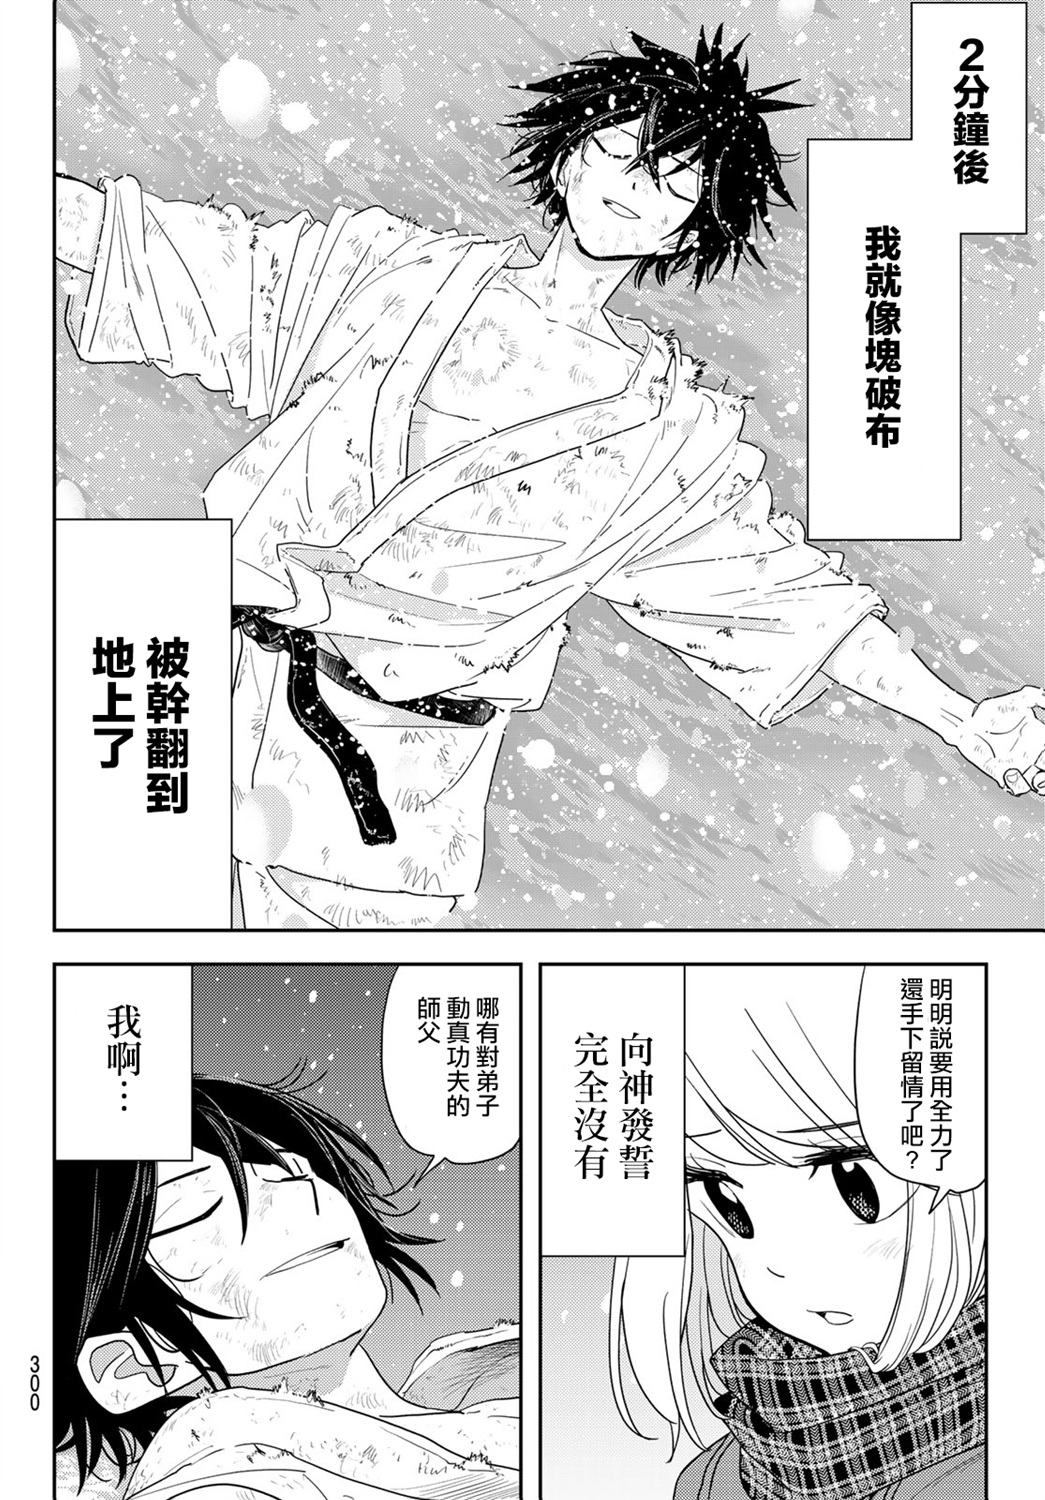 2分鐘後
我就像塊破布
被幹翻到
地上了
明明說要用全力了
還手下留情了吧？
向神發誓
完全沒有
哪有對弟子
動真功夫的
師父
我啊…
300